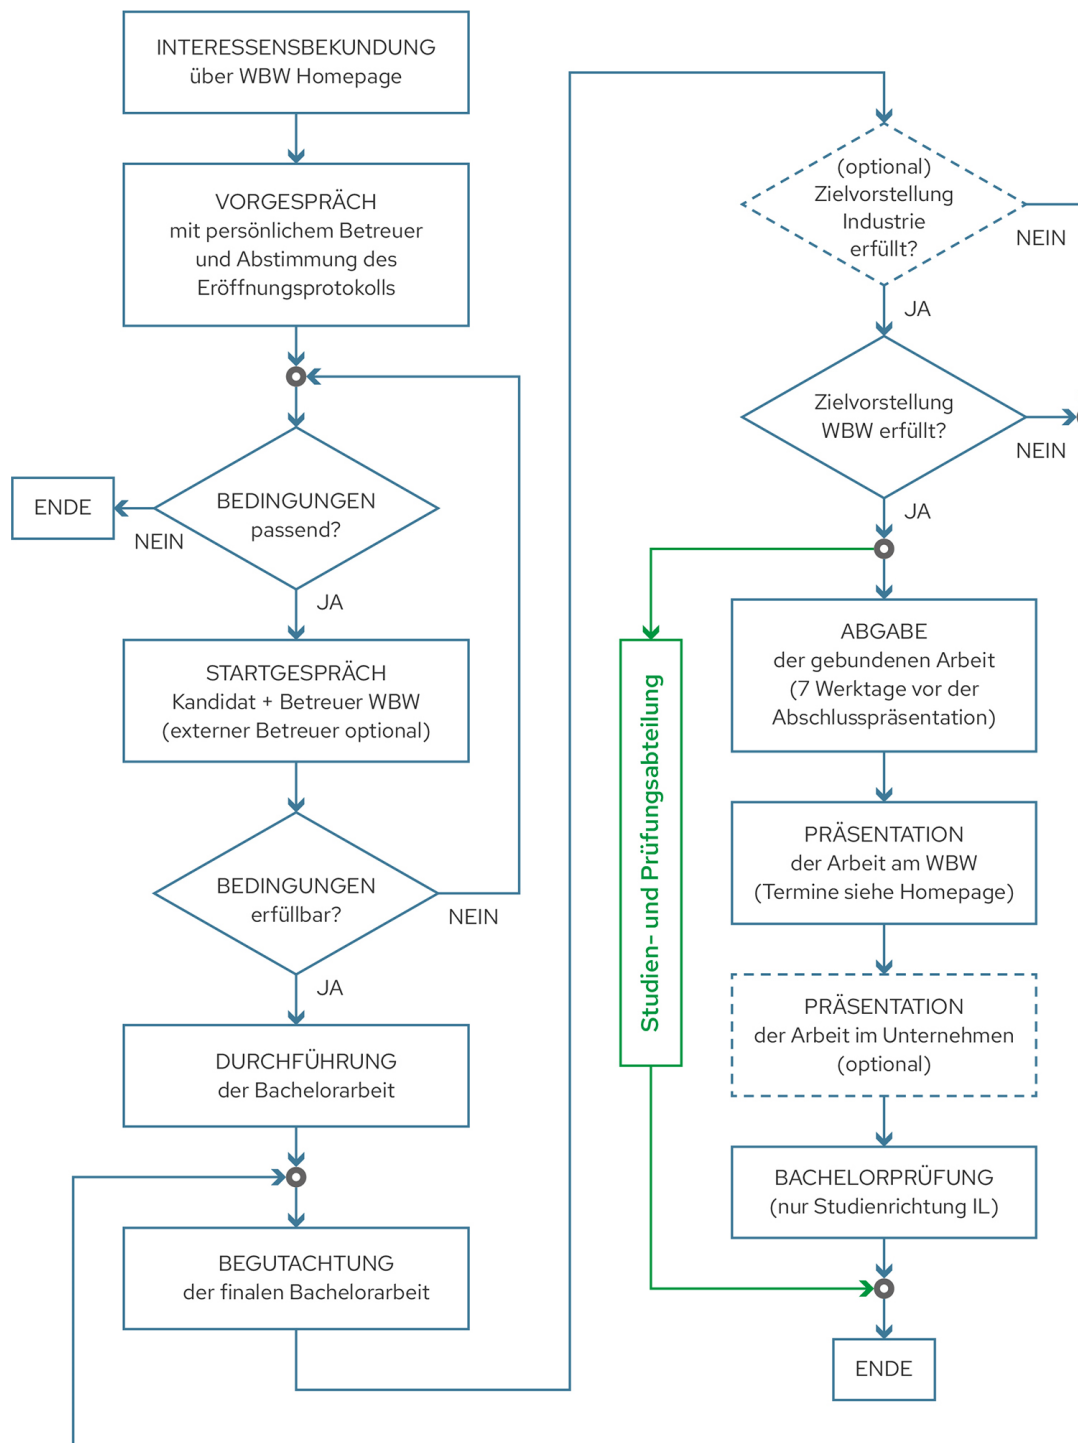 INTERESSENSBEKUNDUNG
über WBW Homepage
VORGESPRÄCH
mit persönlichem Betreuer
und Abstimmung des
Eröffnungsprotokolls
BEDINGUNGEN
passend?
ENDE
NEIN
JA
STARTGESPRÄCH
Kandidat + Betreuer WBW
(externer Betreuer optional)
BEDINGUNGEN
erfüllbar?
NEIN
JA
DURCHFÜHRUNG
der Bachelorarbeit
BEGUTACHTUNG
der finalen Bachelorarbeit
(optional)
Zielvorstellung
Industrie
erfüllt?
NEIN
JA
Zielvorstellung
WBW erfüllt?
NEIN
JA
Studien- und Prüfungsabteilung
ABGABE
der gebundenen Arbeit
(7 Werktage vor der
Abschlusspräsentation)
PRÄSENTATION
der Arbeit am WBW
(Termine siehe Homepage)
PRÄSENTATION
der Arbeit im Unternehmen
(optional)
BACHELORPRÜFUNG
(nur Studienrichtung IL)
ENDE